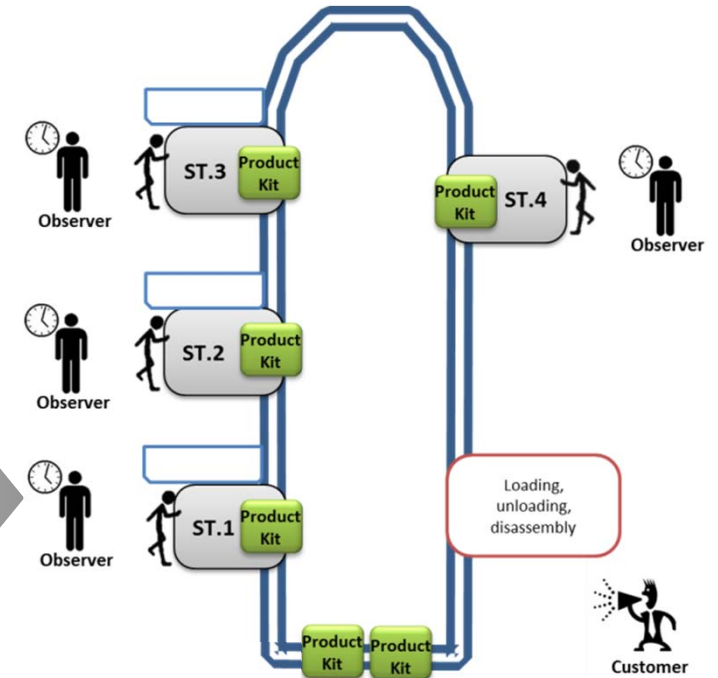 ST.3
Product
Kit
Observer
Product
Kit
ST.4
Observer
ST.2
Product
Kit
Observer
ST.1
Product
Kit
Observer
Loading,
unloading,
disassembly
Product
Kit
Product
Kit
Customer